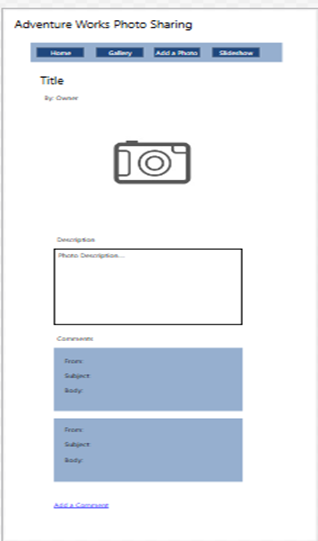 Adventure Works Photo Sharing
Home Gallery Add a Photo Slideshow
Title
By: Owner
Description
Photo Description...
Comments
From:
Subject:
Body:
From:
Subject:
Body:
Add a Comment